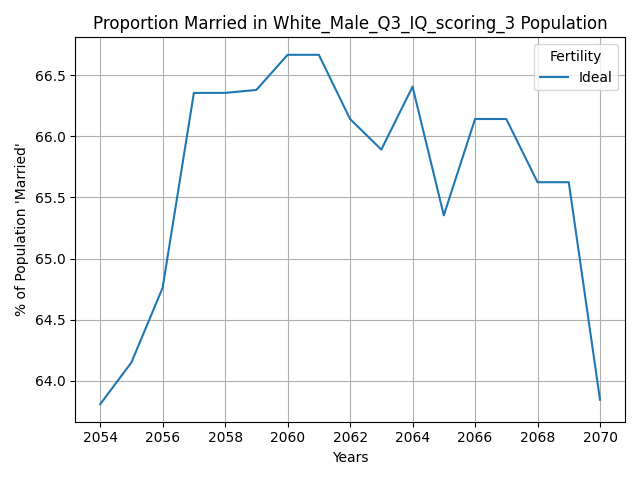 Proportion Married in White_Male_Q3_IQ_scoring_3 Population
Fertility
Ideal
% of Population 'Married'
66.5
66.0
65.5
65.0
64.5
64.0
2054 2056 2058 2060 2062 2064 2066 2068 2070
Years